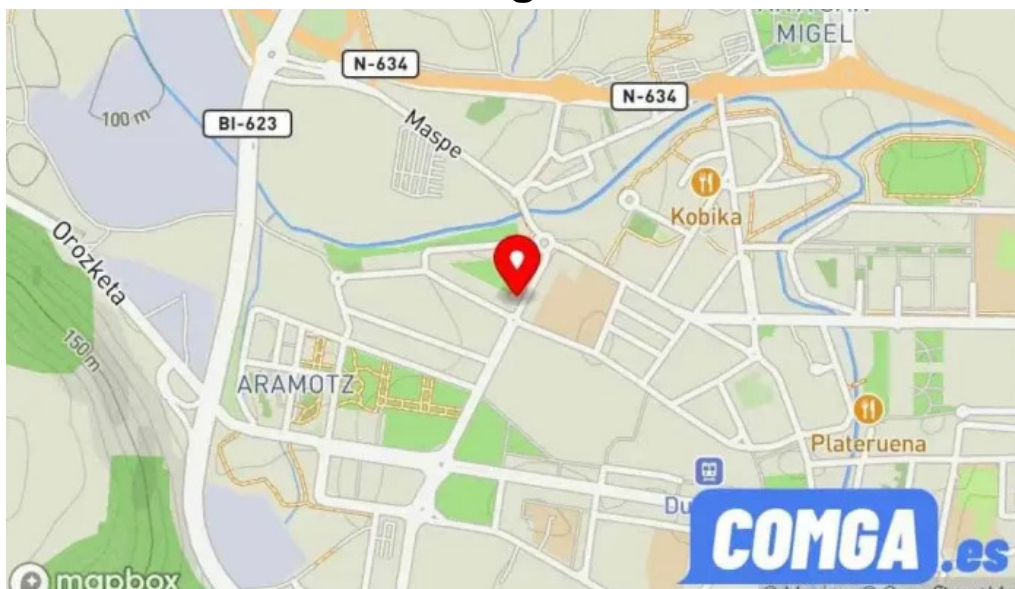 MIGEL
N-634
N-634
100 m
BI-623
Maspe
Kobika
Orozketa
150 m
ARAMOTZ
Plateruena
Du
COMGA.es
mapbox